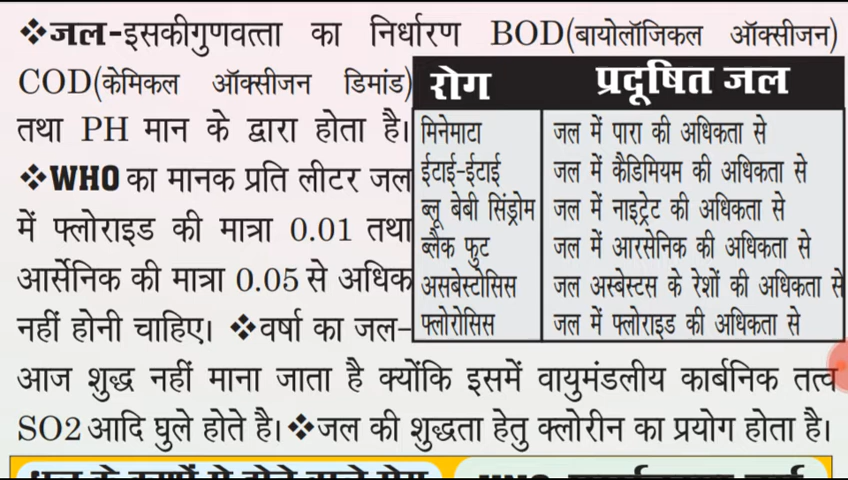 ❖जल-इसकीगुणवत्ता का निर्धारण BOD(बायोलॉजिकल ऑक्सीजन)
COD(केमिकल ऑक्सीजन डिमांड)
तथा PH मान के द्वारा होता है।
❖WHO का मानक प्रति लीटर जल
में फ्लोराइड की मात्रा 0.01 तथा
आर्सेनिक की मात्रा 0.05 से अधिक
नहीं होनी चाहिए। ❖वर्षा का जल-
रोग प्रदूषित जल
मिनेमाटा जल में पारा की अधिकता से
ईटाई-ईटाई जल में कैडिमियम की अधिकता से
ब्लू बेबी सिंड्रोम जल में नाइट्रेट की अधिकता से
ब्लैक फुट जल में आरसेनिक की अधिकता से
असबेस्टोसिस जल अस्बेस्टस के रेशों की अधिकता से
फ्लोरोसिस जल में फ्लोराइड की अधिकता से
आज शुद्ध नहीं माना जाता है क्योंकि इसमें वायुमंडलीय कार्बनिक तत्व
SO2 आदि घुले होते है। ❖जल की शुद्धता हेतु क्लोरीन का प्रयोग होता है।